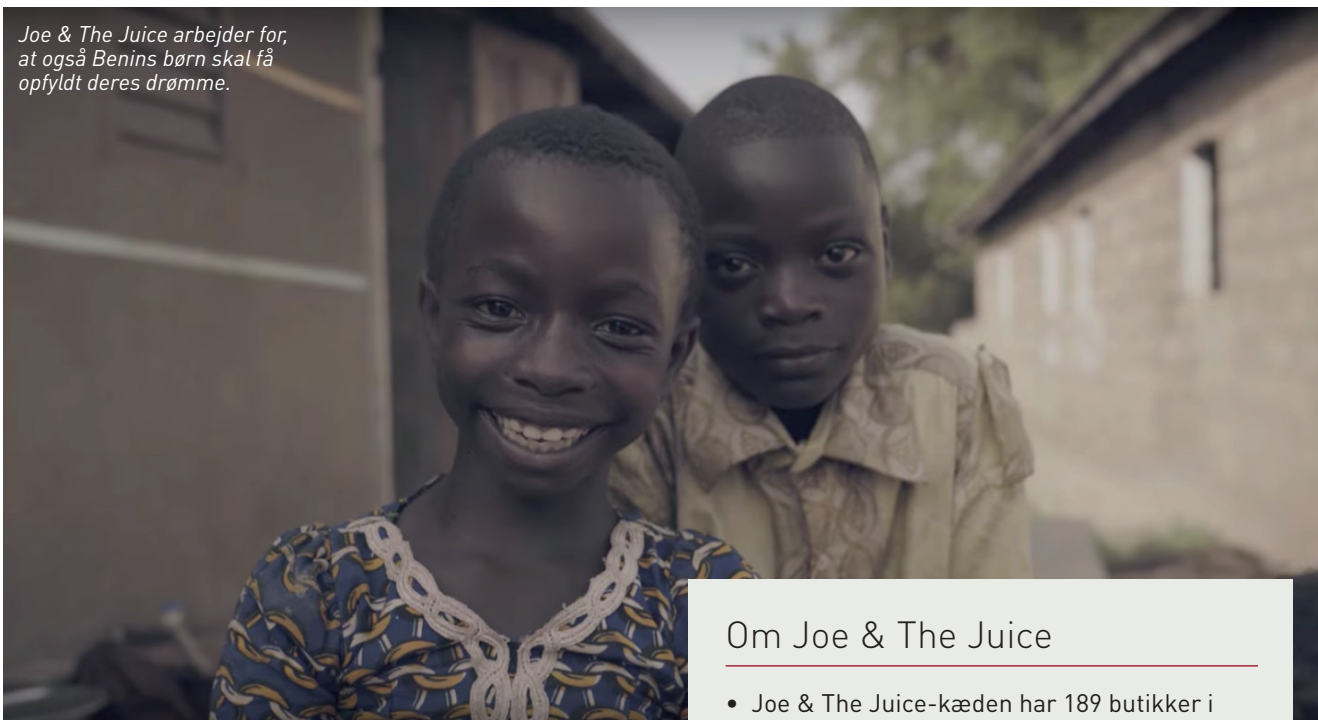 Joe & The Juice arbejder for,
at også Benins børn skal få
opfyldt deres drømme.
Om Joe & The Juice
• Joe & The Juice-kæden har 189 butikker i